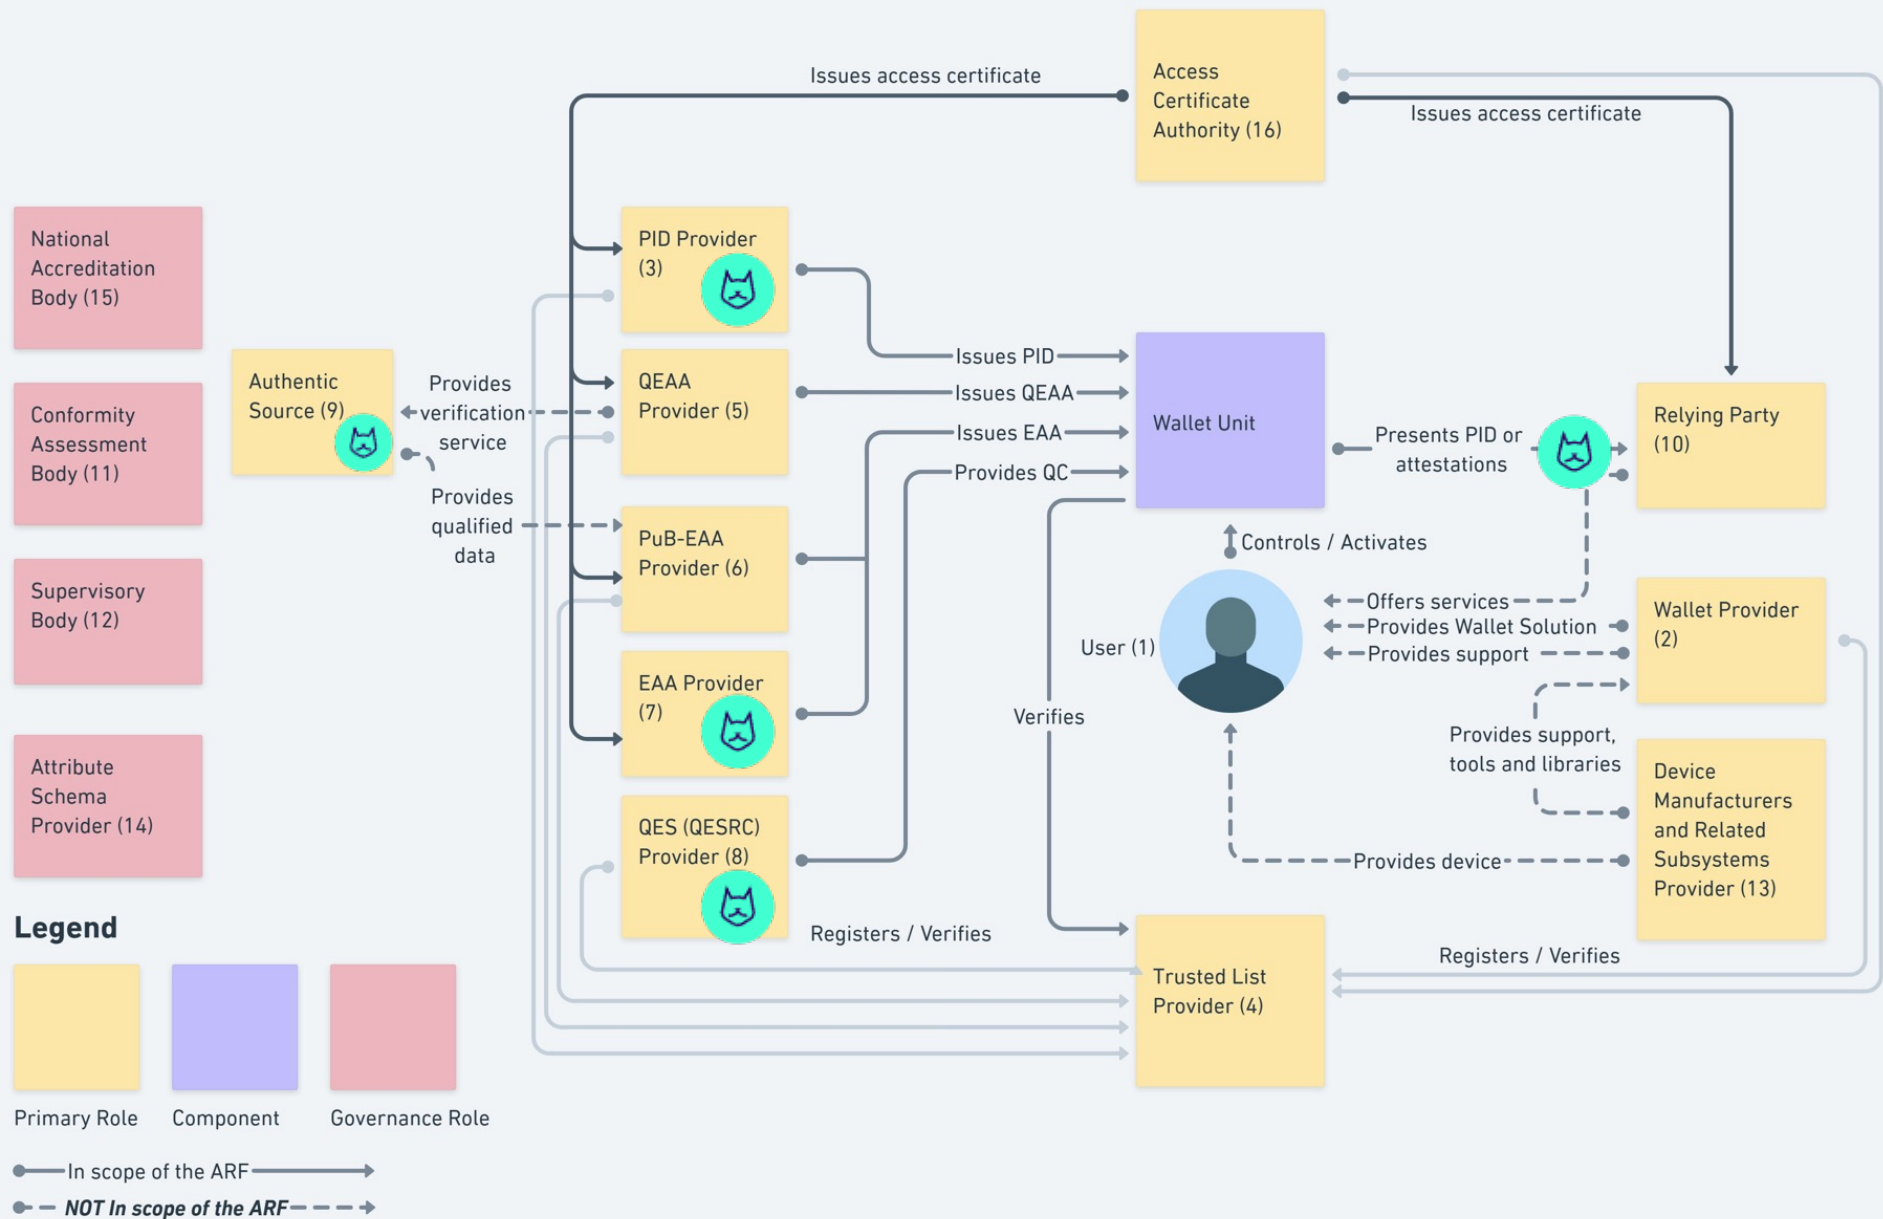 Issues access certificate
Access
Certificate
Authority (16)
Issues access certificate
National
Accreditation
Body (15)
PID Provider
(3)
Authentic
Source (9)
Provides
verification
service
QEAA
Provider (5)
Issues PID
Issues QEAA
Issues EAA
Provides QC
Wallet Unit
Presents PID or
attestations
Relying Party
(10)
Conformity
Assessment
Body (11)
Provides
qualified
data
PuB-EAA
Provider (6)
Controls / Activates
Supervisory
Body (12)
Offers services
Provides Wallet Solution
Provides support
User (1)
Wallet Provider
(2)
EAA Provider
(7)
Verifies
Provides support,
tools and libraries
Attribute
Schema
Provider (14)
Device
Manufacturers
and Related
Subsystems
Provider (13)
QES (QESRC)
Provider (8)
Provides device
Registers / Verifies
Registers / Verifies
Trusted List
Provider (4)
Legend
Primary Role
Component
Governance Role
In scope of the ARF
NOT In scope of the ARF